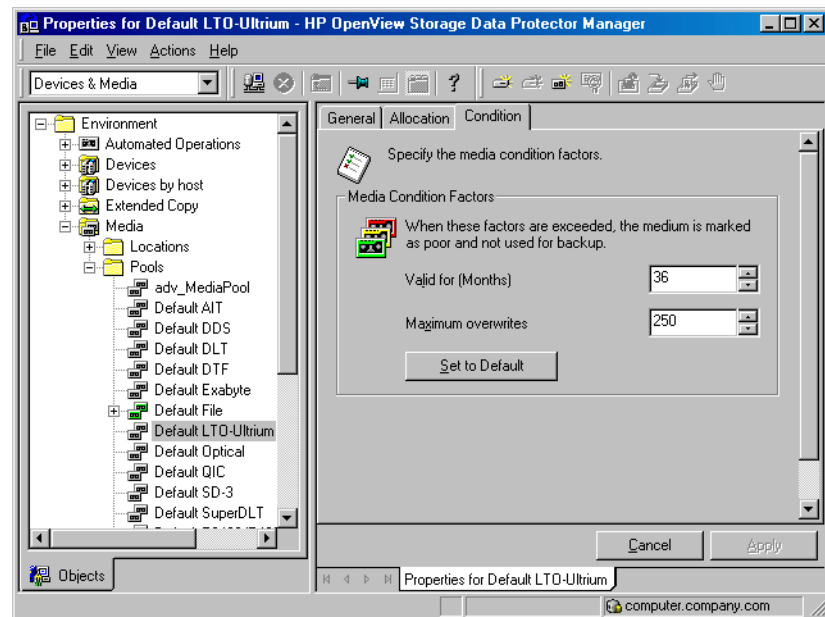 Properties for Default LTO-Ultrium - HP OpenView Storage Data Protector Manager
File Edit View Actions Help
Devices & Media
Environment
Automated Operations
Devices
Devices by host
Extended Copy
Media
Locations
Pools
adv_MediaPool
Default AIT
Default DDS
Default DLT
Default DTF
Default Exabyte
Default File
Default LTO-Ultrium
Default Optical
Default QIC
Default SD-3
Default SuperDLT
Objects
General Allocation Condition
Specify the media condition factors.
Media Condition Factors
When these factors are exceeded, the medium is marked
as poor and not used for backup.
Valid for (Months) 36
Maximum overwrites 250
Set to Default
Cancel Apply
Properties for Default LTO-Ultrium
computer.company.com